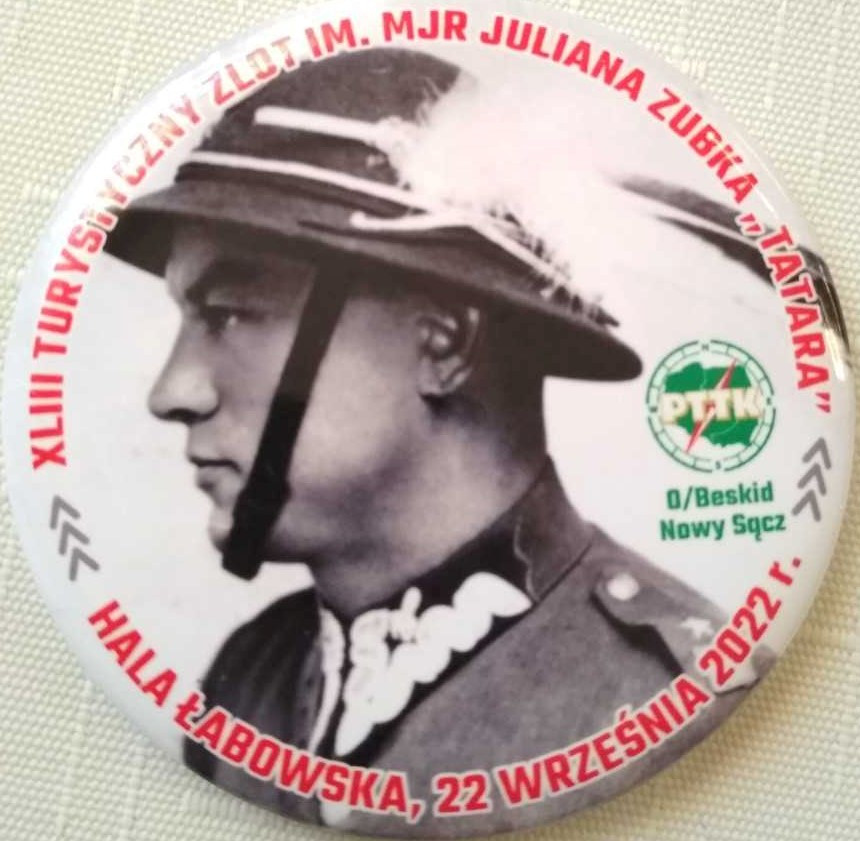 XLIII TURYSTYCZNY ZLOT IM. MJR JULIANA ZUBKA „TATARA”
PTTK
O/Beskid
Nowy Sącz
HALA ŁABOWSKA, 22 WRZEŚNIA 2022 r.